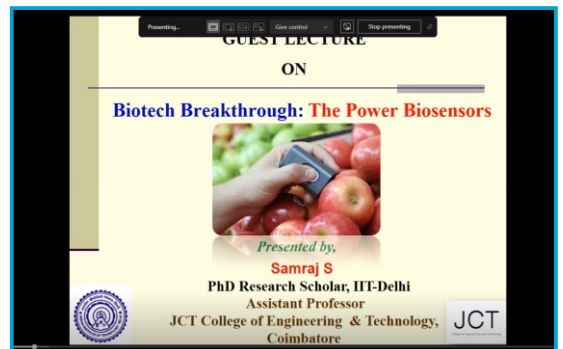 Presenting...
Give control
Stop presenting
GUEST LECTURE
ON
Biotech Breakthrough: The Power Biosensors
Presented by,
Samraj S
PhD Research Scholar, IIT-Delhi
Assistant Professor
JCT College of Engineering & Technology,
Coimbatore
JCT